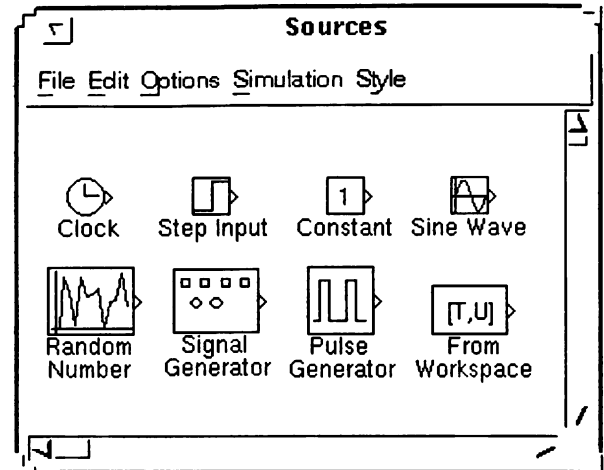 Sources
File Edit Options Simulation Style
1
Clock Step Input Constant Sine Wave
[T,U]
Random Number
Signal Generator
Pulse Generator
From Workspace